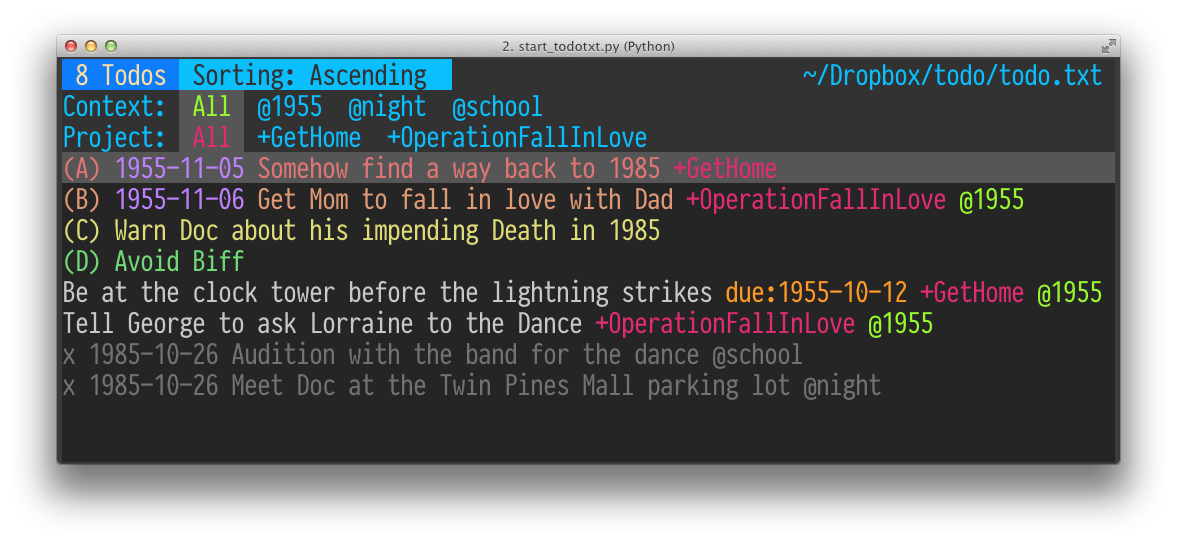 2. start_todotxt.py (Python)
8 Todos Sorting: Ascending ~/Dropbox/todo/todo.txt
Context: All @1955 @night @school
Project: All +GetHome +OperationFallInLove
(A) 1955-11-05 Somehow find a way back to 1985 +GetHome
(B) 1955-11-06 Get Mom to fall in love with Dad +OperationFallInLove @1955
(C) Warn Doc about his impending Death in 1985
(D) Avoid Biff
Be at the clock tower before the lightning strikes due:1955-10-12 +GetHome @1955
Tell George to ask Lorraine to the Dance +OperationFallInLove @1955
x 1985-10-26 Audition with the band for the dance @school
x 1985-10-26 Meet Doc at the Twin Pines Mall parking lot @night